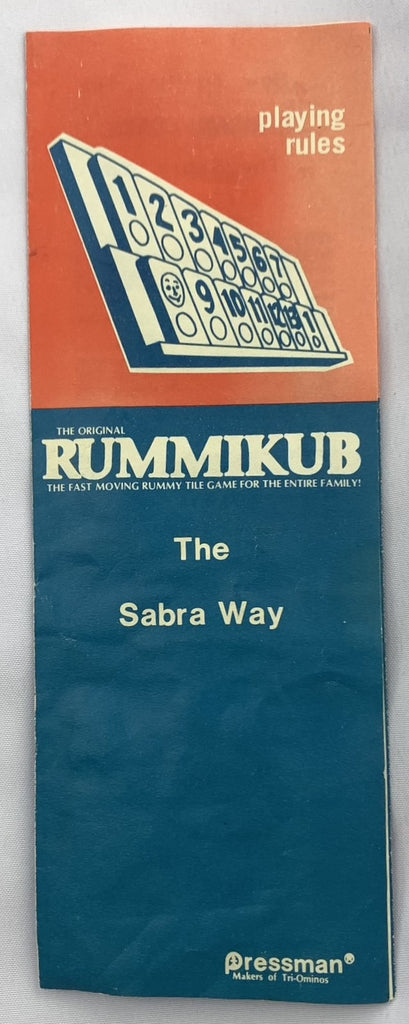 playing
rules
1 2 3 4 5 6 7
9 10 11 12 13 1
THE ORIGINAL
RUMMIKUB
THE FAST MOVING RUMMY TILE GAME FOR THE ENTIRE FAMILY!
The
Sabra Way
Pressman®
Makers of Tri-Ominos